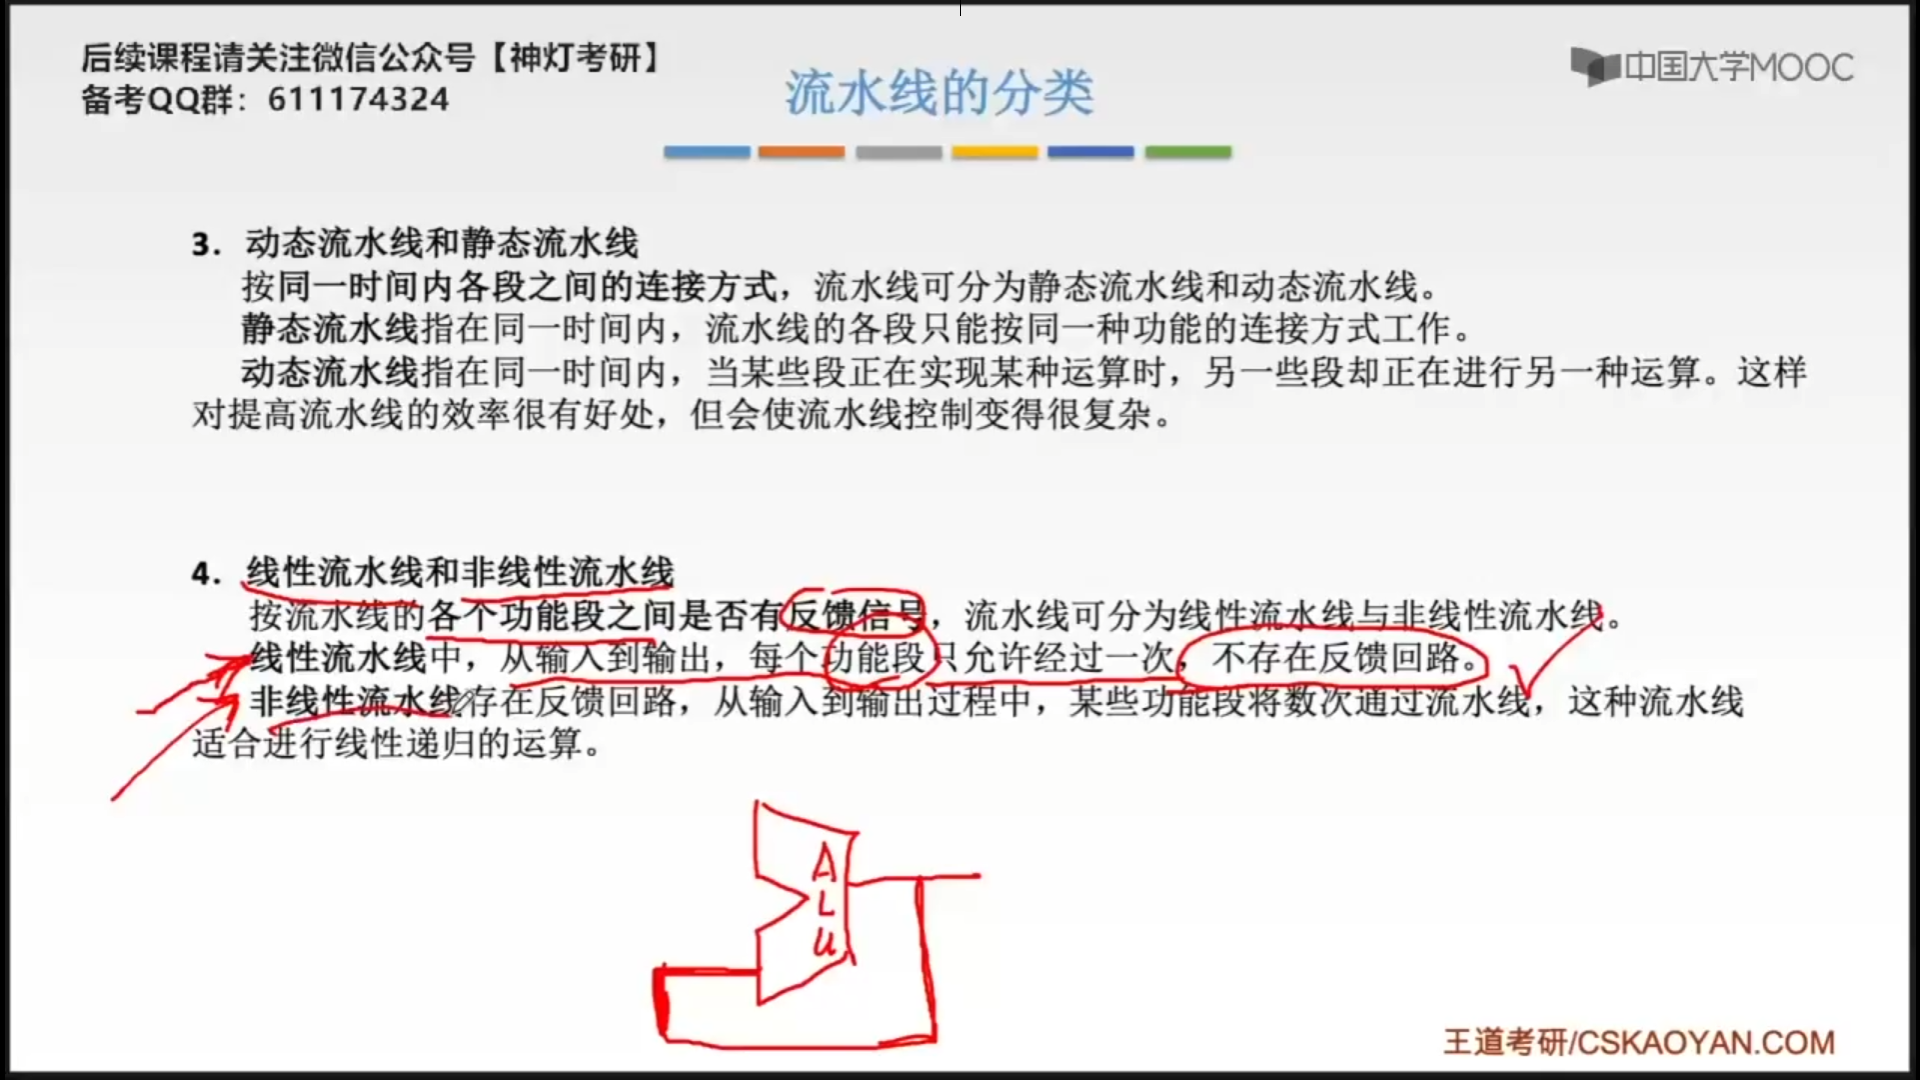 后续课程请关注微信公众号【神灯考研】
备考QQ群：611174324
中国大学MOOC
流水线的分类
3．动态流水线和静态流水线
按同一时间内各段之间的连接方式，流水线可分为静态流水线和动态流水线。
静态流水线指在同一时间内，流水线的各段只能按同一种功能的连接方式工作。
动态流水线指在同一时间内，当某些段正在实现某种运算时，另一些段却正在进行另一种运算。这样
对提高流水线的效率很有好处，但会使流水线控制变得很复杂。
4．线性流水线和非线性流水线
按流水线的各个功能段之间是否有反馈信号，流水线可分为线性流水线与非线性流水线。
线性流水线中，从输入到输出，每个功能段只允许经过一次，不存在反馈回路。
非线性流水线存在反馈回路，从输入到输出过程中，某些功能段将数次通过流水线，这种流水线
适合进行线性递归的运算。
A
L
U
王道考研/CSKAOYAN.COM